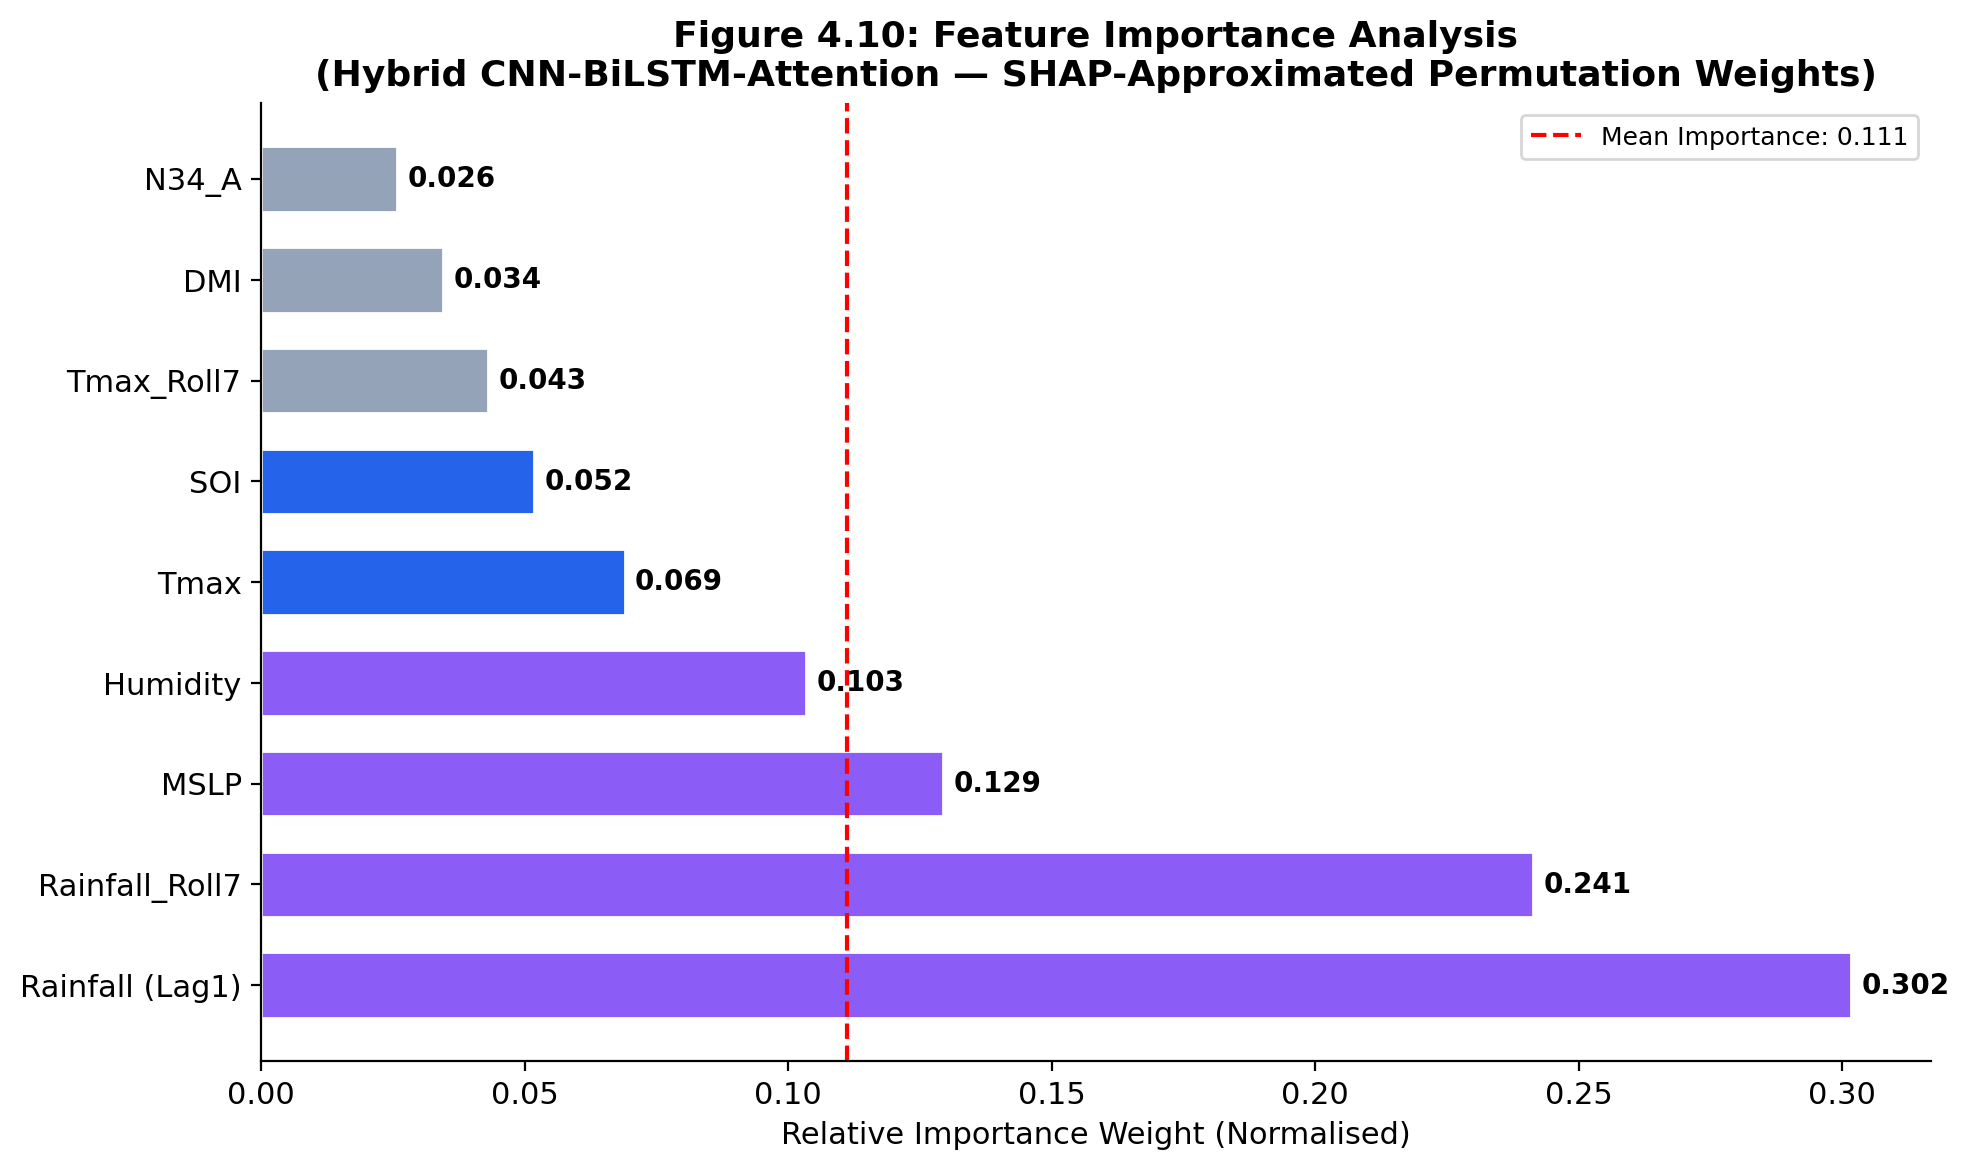 Figure 4.10: Feature Importance Analysis
(Hybrid CNN-BiLSTM-Attention — SHAP-Approximated Permutation Weights)
Mean Importance: 0.111
N34_A 0.026
DMI 0.034
Tmax_Roll7 0.043
SOI 0.052
Tmax 0.069
Humidity 0.103
MSLP 0.129
Rainfall_Roll7 0.241
Rainfall (Lag1) 0.302
0.00 0.05 0.10 0.15 0.20 0.25 0.30
Relative Importance Weight (Normalised)